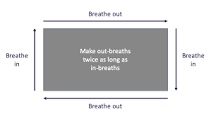 Breathe out
Breathe
in
Make out-breaths
twice as long as
in-breaths
Breathe
in
Breathe out